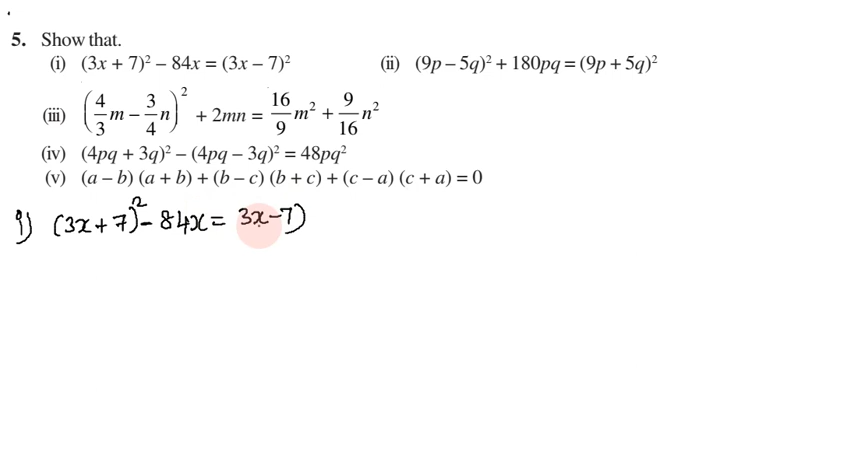 5. Show that.
(i) (3x + 7)² – 84x = (3x – 7)² (ii) (9p – 5q)² + 180pq = (9p + 5q)²
(iii) (4/3 m – 3/4 n)² + 2mn = 16/9 m² + 9/16 n²
(iv) (4pq + 3q)² – (4pq – 3q)² = 48pq²
(v) (a – b) (a + b) + (b – c) (b + c) + (c – a) (c + a) = 0
i) (3x + 7)² - 84x = 3x - 7)